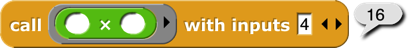 call × with inputs 4 16